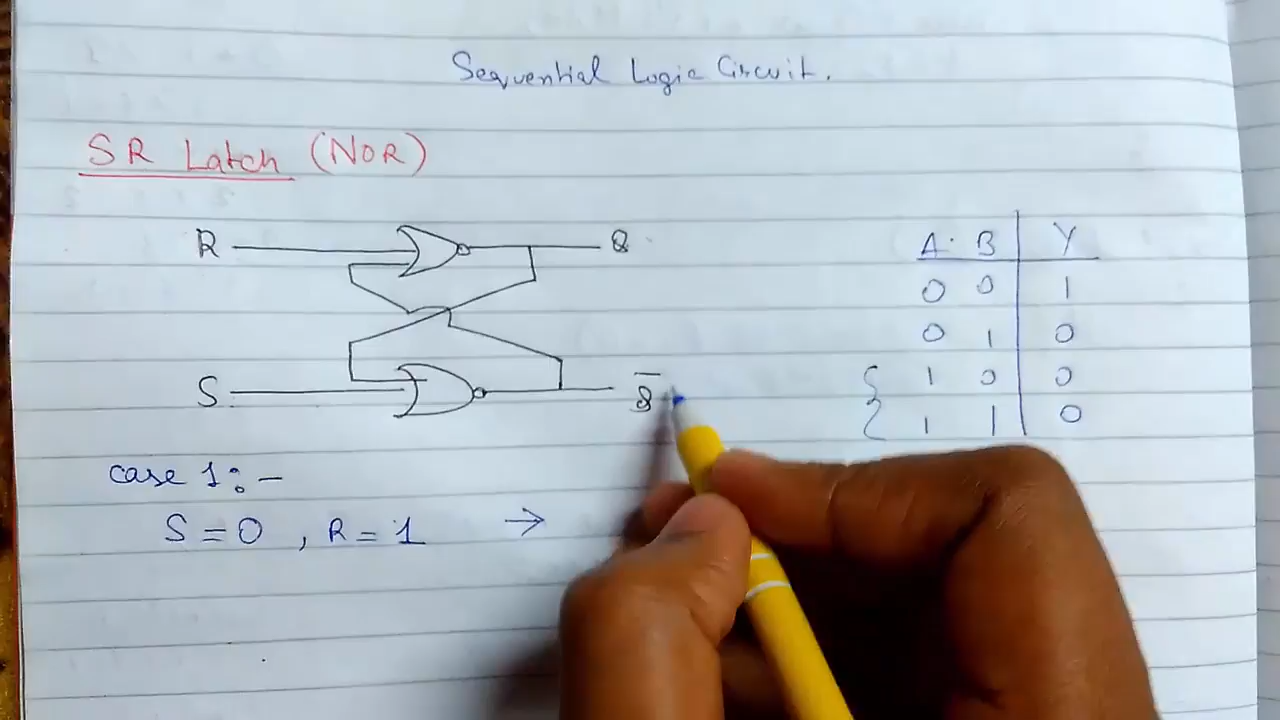 Sequential Logic Circuit.
SR Latch (NOR)
R Q
S Q̅
A B Y
0 0 1
0 1 0
1 0 0
1 1 0
case 1:-
S = 0 , R = 1 →